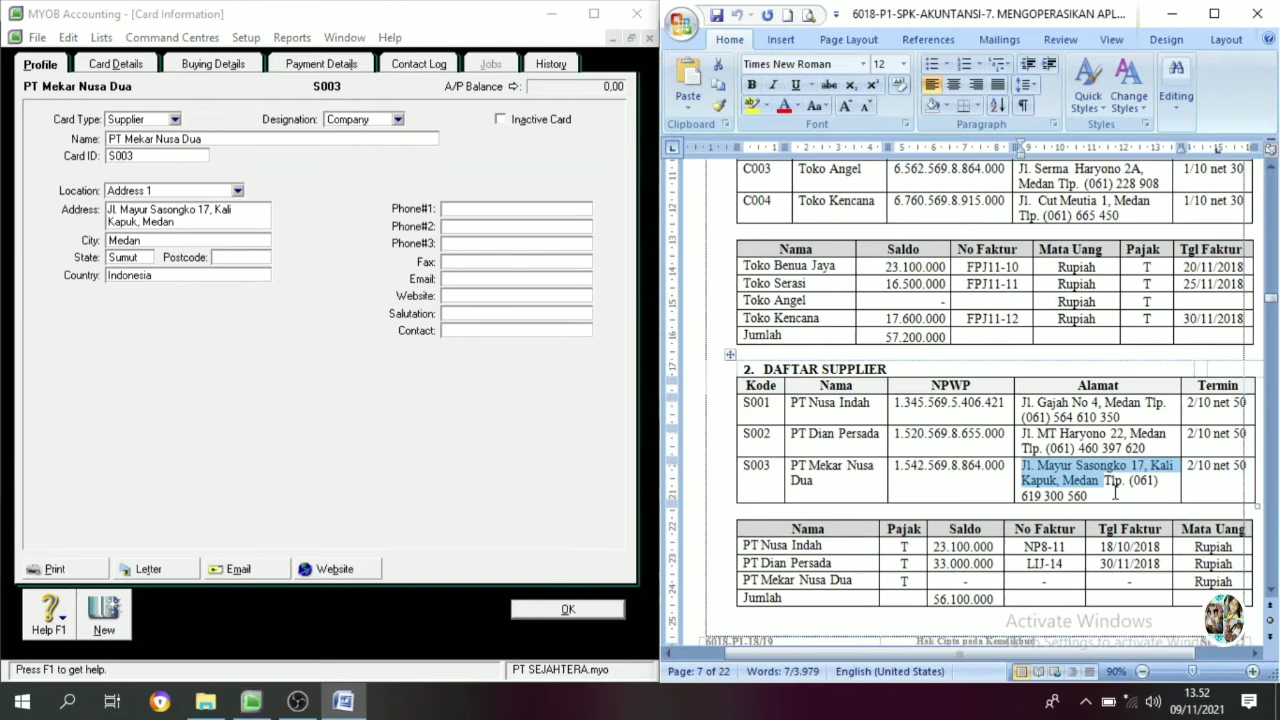 MYOB Accounting - [Card Information]
File Edit Lists Command Centres Setup Reports Window Help
Profile Card Details Buying Details Payment Details Contact Log Jobs History
PT Mekar Nusa Dua S003 A/P Balance 0,00
Card Type: Supplier Designation: Company Inactive Card
Name: PT Mekar Nusa Dua
Card ID: S003
Location: Address 1
Address: Jl. Mayur Sasongko 17, Kali
Kapuk, Medan
City: Medan
State: Sumut Postcode:
Country: Indonesia
Phone#1:
Phone#2:
Phone#3:
Fax:
Email:
Website:
Salutation:
Contact:
Print Letter Email Website
OK
Help F1 New
Press F1 to get help. PT SEJAHTERA.myo
6018-P1-SPK-AKUNTANSI-7. MENGOPERASIKAN APL...
Home Insert Page Layout References Mailings Review View Design Layout
Times New Roman 12
Paste Quick Styles Change Styles Editing
Clipboard Font Paragraph Styles
C003 Toko Angel 6.562.569.8.864.000 Jl. Serma Haryono 2A, 1/10 net 30
Medan Tlp. (061) 228 908
C004 Toko Kencana 6.760.569.8.915.000 Jl. Cut Meutia 1, Medan 1/10 net 30
Tlp. (061) 665 450
Nama Saldo No Faktur Mata Uang Pajak Tgl Faktur
Toko Benua Jaya 23.100.000 FPJ11-10 Rupiah T 20/11/2018
Toko Serasi 16.500.000 FPJ11-11 Rupiah T 25/11/2018
Toko Angel - Rupiah T
Toko Kencana 17.600.000 FPJ11-12 Rupiah T 30/11/2018
Jumlah 57.200.000
2. DAFTAR SUPPLIER
Kode Nama NPWP Alamat Termin
S001 PT Nusa Indah 1.345.569.5.406.421 Jl. Gajah No 4, Medan Tlp. 2/10 net 50
(061) 564 610 350
S002 PT Dian Persada 1.520.569.8.655.000 Jl. MT Haryono 22, Medan 2/10 net 50
Tlp. (061) 460 397 620
S003 PT Mekar Nusa 1.542.569.8.864.000 Jl. Mayur Sasongko 17, Kali 2/10 net 50
Dua Kapuk, Medan Tlp. (061)
619 300 560
Nama Pajak Saldo No Faktur Tgl Faktur Mata Uang
PT Nusa Indah T 23.100.000 NP8-11 18/10/2018 Rupiah
PT Dian Persada T 33.000.000 LIJ-14 30/11/2018 Rupiah
PT Mekar Nusa Dua T - - - Rupiah
Jumlah 56.100.000
Activate Windows
6018-P1-18/19 Hak Cipta pada Kemdikbud
Page: 7 of 22 Words: 7/3.979 English (United States) 90%
13.52
09/11/2021